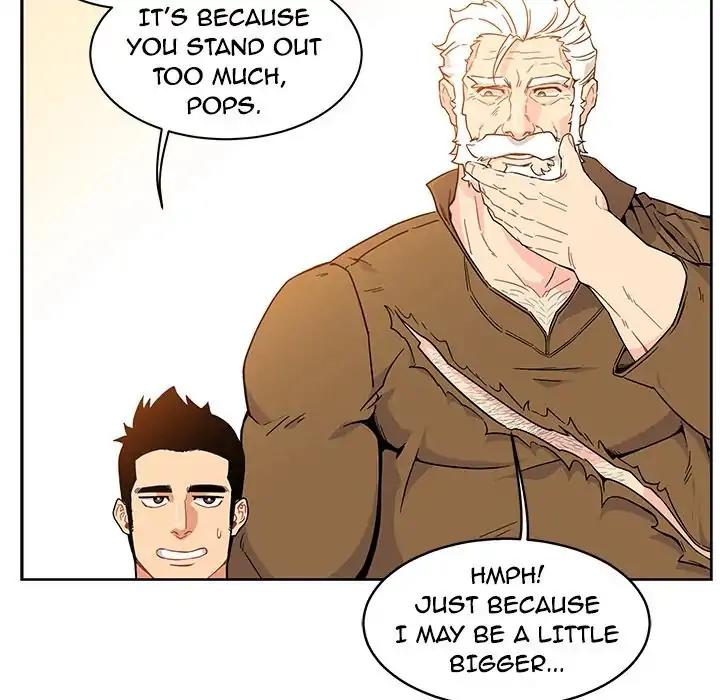 IT'S BECAUSE
YOU STAND OUT
TOO MUCH,
POPS.
HMPH!
JUST BECAUSE
I MAY BE A LITTLE
BIGGER...